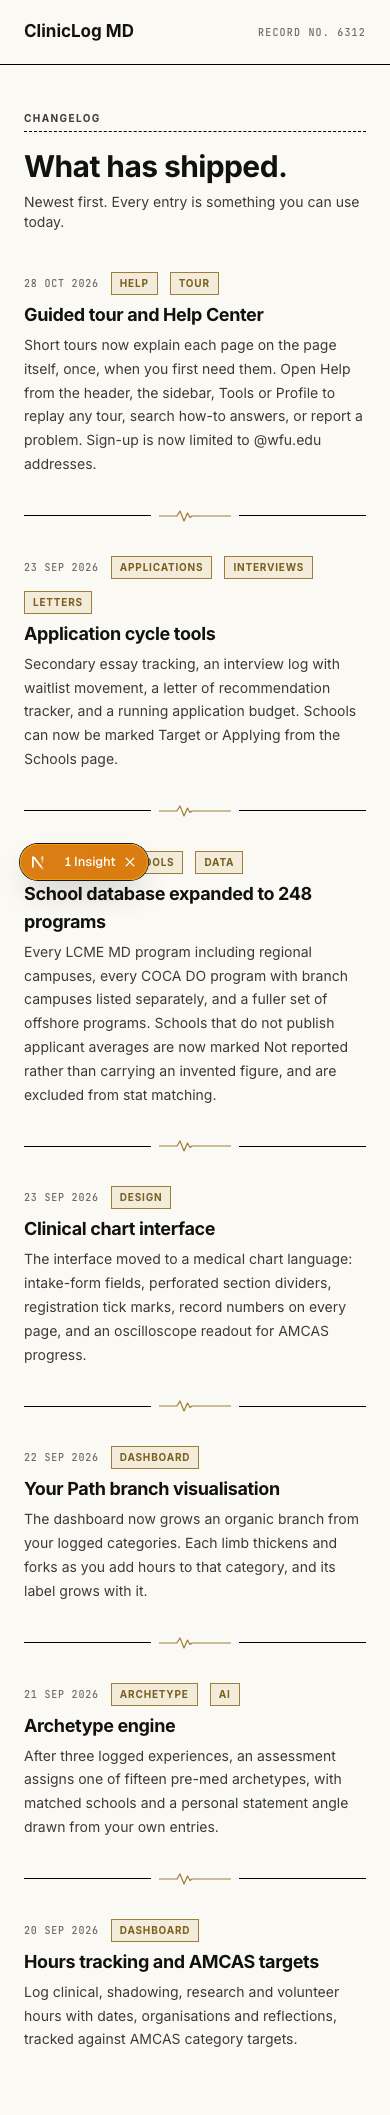 ClinicLog MD
RECORD NO. 6312
CHANGELOG
What has shipped.
Newest first. Every entry is something you can use
today.
28 OCT 2026 HELP TOUR
Guided tour and Help Center
Short tours now explain each page on the page
itself, once, when you first need them. Open Help
from the header, the sidebar, Tools or Profile to
replay any tour, search how-to answers, or report a
problem. Sign-up is now limited to @wfu.edu
addresses.
23 SEP 2026 APPLICATIONS INTERVIEWS
LETTERS
Application cycle tools
Secondary essay tracking, an interview log with
waitlist movement, a letter of recommendation
tracker, and a running application budget. Schools
can now be marked Target or Applying from the
Schools page.
N 1 Insight DATA
School database expanded to 248
programs
Every LCME MD program including regional
campuses, every COCA DO program with branch
campuses listed separately, and a fuller set of
offshore programs. Schools that do not publish
applicant averages are now marked Not reported
rather than carrying an invented figure, and are
excluded from stat matching.
23 SEP 2026 DESIGN
Clinical chart interface
The interface moved to a medical chart language:
intake-form fields, perforated section dividers,
registration tick marks, record numbers on every
page, and an oscilloscope readout for AMCAS
progress.
22 SEP 2026 DASHBOARD
Your Path branch visualisation
The dashboard now grows an organic branch from
your logged categories. Each limb thickens and
forks as you add hours to that category, and its
label grows with it.
21 SEP 2026 ARCHETYPE AI
Archetype engine
After three logged experiences, an assessment
assigns one of fifteen pre-med archetypes, with
matched schools and a personal statement angle
drawn from your own entries.
20 SEP 2026 DASHBOARD
Hours tracking and AMCAS targets
Log clinical, shadowing, research and volunteer
hours with dates, organisations and reflections,
tracked against AMCAS category targets.